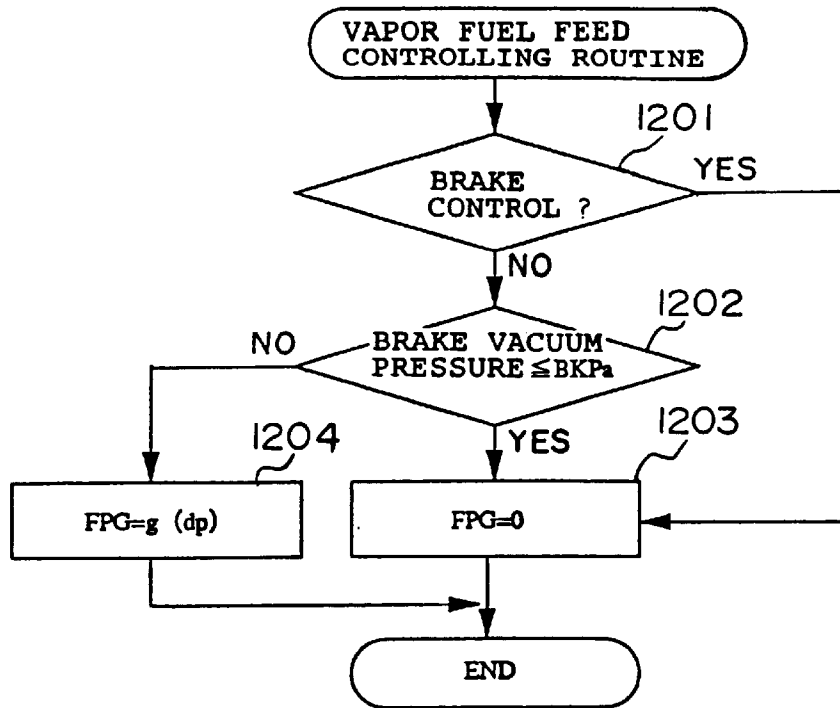 VAPOR FUEL FEED
CONTROLLING ROUTINE
1201
BRAKE
CONTROL ?
YES
NO
1202
BRAKE VACUUM
PRESSURE≦BKPa
NO
YES
1204
FPG=g (dp)
1203
FPG=0
END